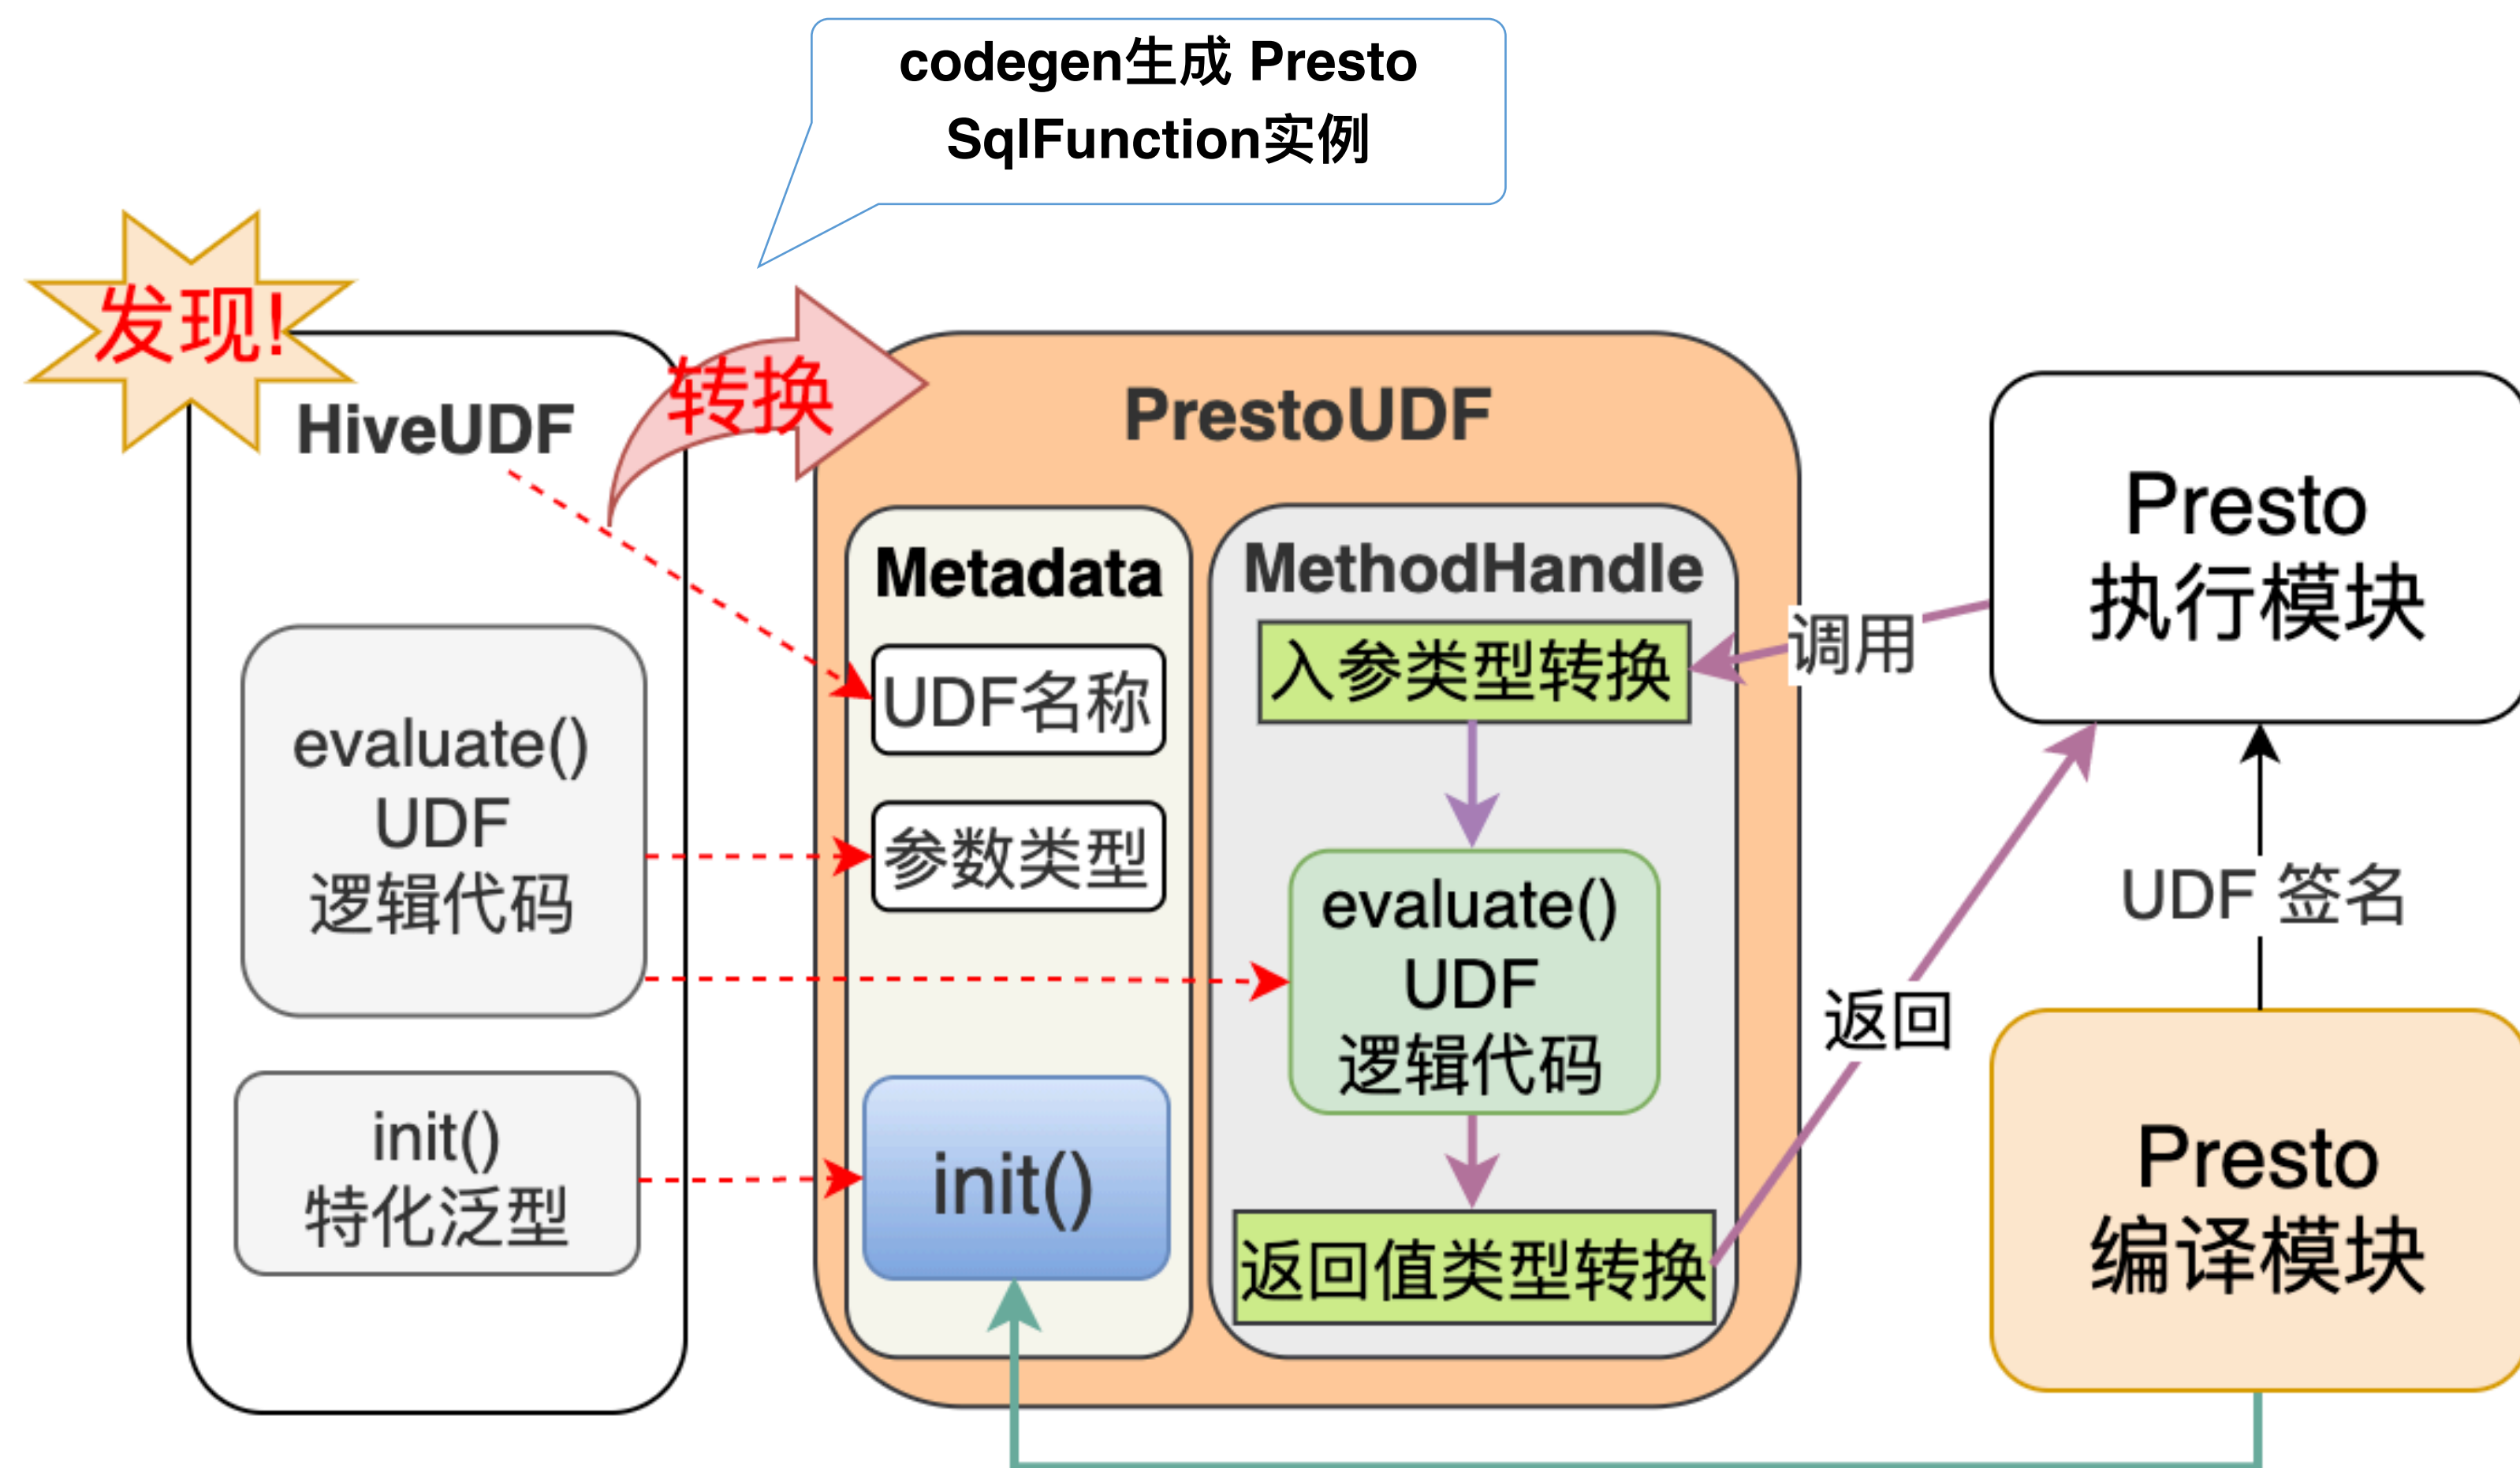 codegen生成 Presto
SqlFunction实例
发现!
转换
HiveUDF
evaluate()
UDF
逻辑代码
init()
特化泛型
PrestoUDF
Metadata
UDF名称
参数类型
init()
MethodHandle
入参类型转换
evaluate()
UDF
逻辑代码
返回值类型转换
调用
返回
Presto
执行模块
UDF 签名
Presto
编译模块